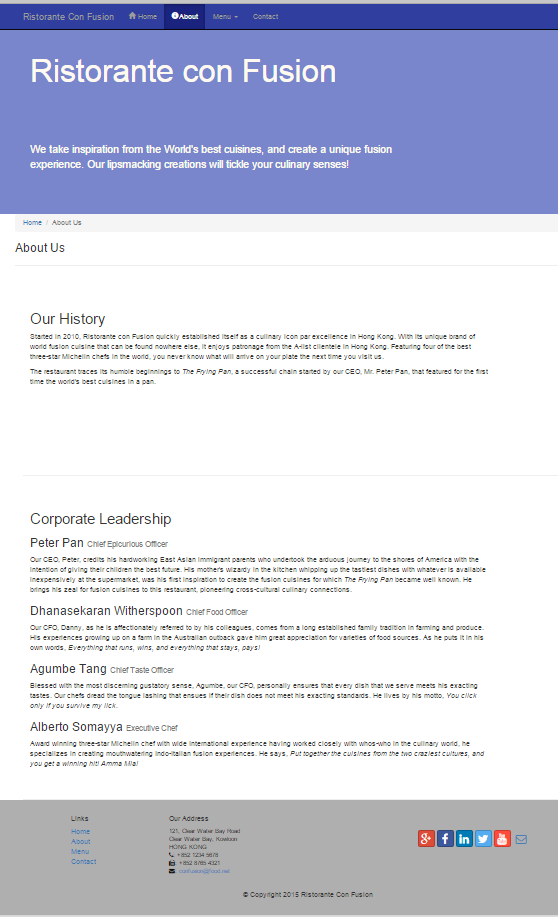 Ristorante Con Fusion Home About Menu Contact
Ristorante con Fusion
We take inspiration from the World's best cuisines, and create a unique fusion
experience. Our lipsmacking creations will tickle your culinary senses!
Home / About Us
About Us
Our History
Started in 2010, Ristorante con Fusion quickly established itself as a culinary icon par excellence in Hong Kong. With its unique brand of
world fusion cuisine that can be found nowhere else, it enjoys patronage from the A-list clientele in Hong Kong. Featuring four of the best
three-star Michelin chefs in the world, you never know what will arrive on your plate the next time you visit us.
The restaurant traces its humble beginnings to The Frying Pan, a successful chain started by our CEO, Mr. Peter Pan, that featured for the first
time the world's best cuisines in a pan.
Corporate Leadership
Peter Pan Chief Epicurious Officer
Our CEO, Peter, credits his hardworking East Asian immigrant parents who undertook the arduous journey to the shores of America with the
intention of giving their children the best future. His mother's wizardy in the kitchen whipping up the tastiest dishes with whatever is available
inexpensively at the supermarket, was his first inspiration to create the fusion cuisines for which The Frying Pan became well known. He
brings his zeal for fusion cuisines to this restaurant, pioneering cross-cultural culinary connections.
Dhanasekaran Witherspoon Chief Food Officer
Our CFO, Danny, as he is affectionately referred to by his colleagues, comes from a long established family tradition in farming and produce.
His experiences growing up on a farm in the Australian outback gave him great appreciation for varieties of food sources. As he puts it in his
own words, Everything that runs, wins, and everything that stays, pays!
Agumbe Tang Chief Taste Officer
Blessed with the most discerning gustatory sense, Agumbe, our CFO, personally ensures that every dish that we serve meets his exacting
tastes. Our chefs dread the tongue lashing that ensues if their dish does not meet his exacting standards. He lives by his motto, You click
only if you survive my lick.
Alberto Somayya Executive Chef
Award winning three-star Michelin chef with wide International experience having worked closely with whos-who in the culinary world, he
specializes in creating mouthwatering Indo-Italian fusion experiences. He says, Put together the cuisines from the two craziest cultures, and
you get a winning hit! Amma Mia!
Links
Home
About
Menu
Contact
Our Address
121, Clear Water Bay Road
Clear Water Bay, Kowloon
HONG KONG
+852 1234 5678
+852 8765 4321
confusion@food.net
© Copyright 2015 Ristorante Con Fusion